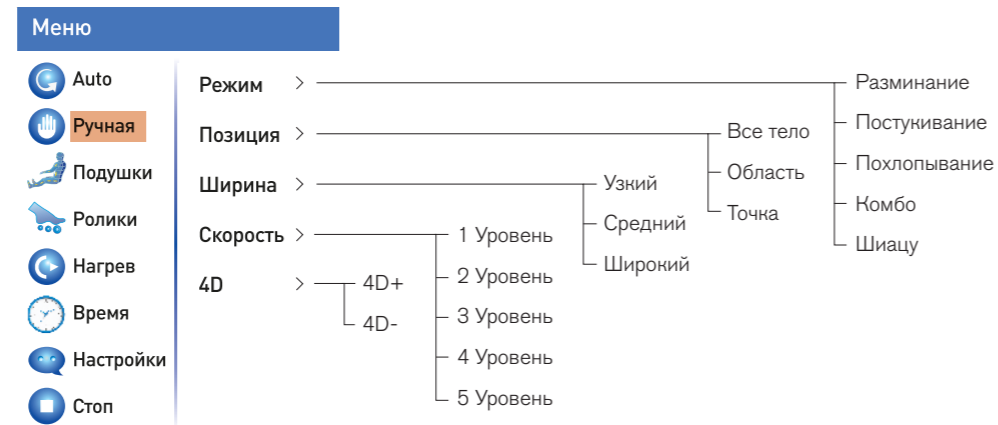 Меню
Auto
Ручная
Подушки
Ролики
Нагрев
Время
Настройки
Стоп
Режим >
Разминание
Постукивание
Похлопывание
Комбо
Шиацу
Позиция >
Все тело
Область
Точка
Ширина >
Узкий
Средний
Широкий
Скорость >
1 Уровень
2 Уровень
3 Уровень
4 Уровень
5 Уровень
4D >
4D+
4D-